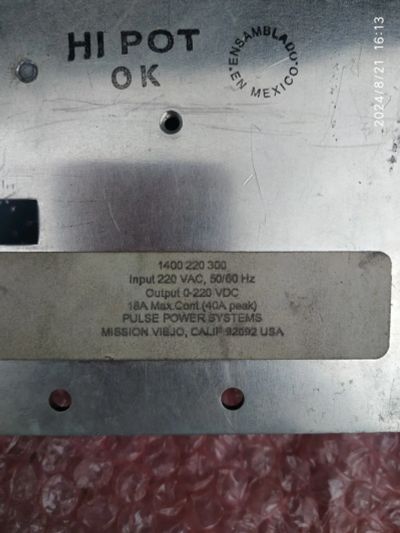 HI POT
OK
ENSAMBLADO
EN MEXICO
2024/8/21 16:13
1400 220 300
Input 220 VAC, 50/60 Hz
Output 0-220 VDC
18A Max.Cont.(40A peak)
PULSE POWER SYSTEMS
MISSION VIEJO, CALIF 92692 USA